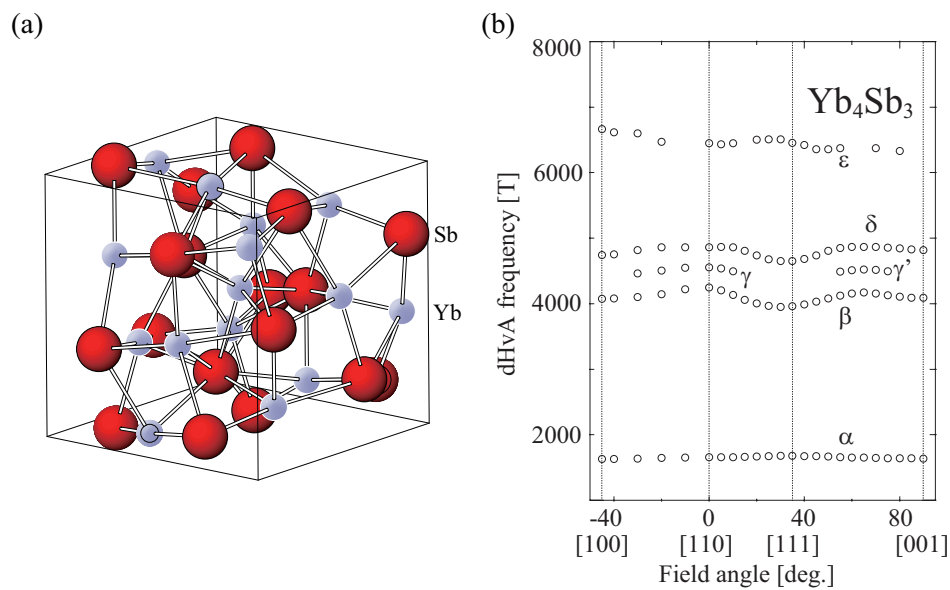 (a)
(b)
Sb
Yb
8000
6000
4000
2000
dHvA frequency [T]
Yb₄Sb₃
ε
δ
γ
γ’
β
α
-40 0 40 80
[100] [110] [111] [001]
Field angle [deg.]